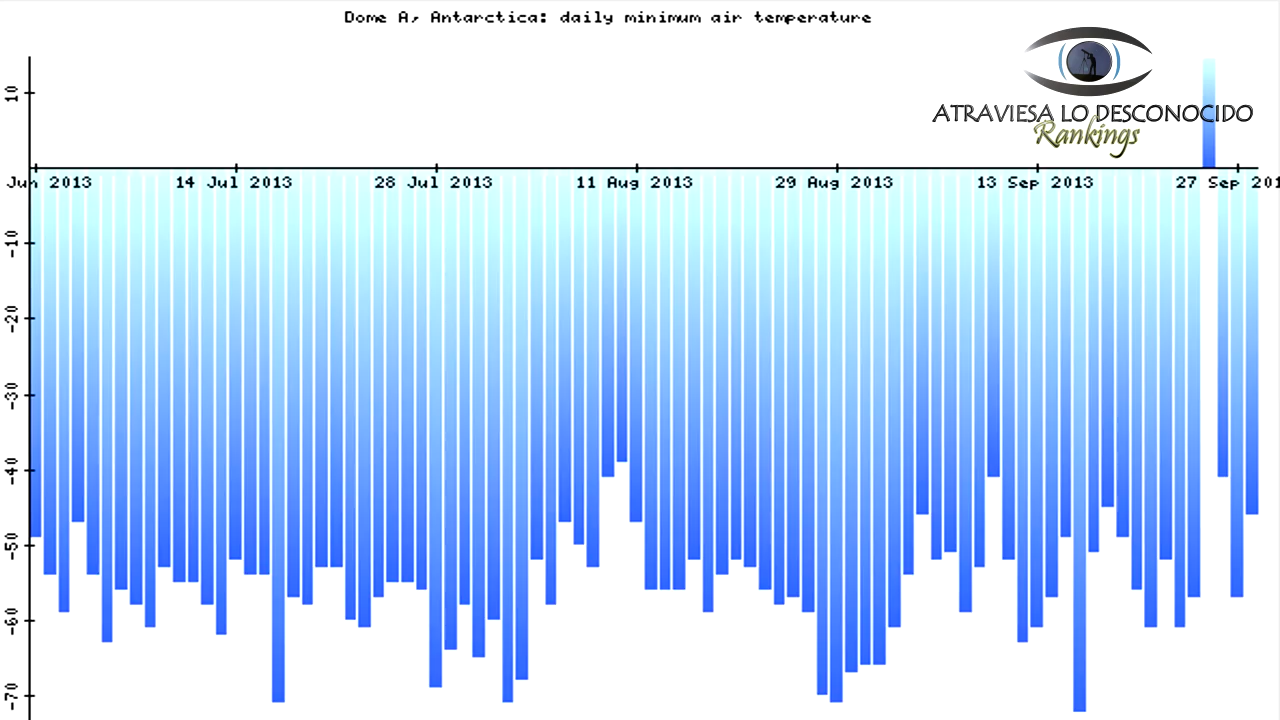 Dome A, Antarctica: daily minimum air temperature
ATRAVIESA LO DESCONOCIDO
Rankings
10
Jun 2013 14 Jul 2013 28 Jul 2013 11 Aug 2013 29 Aug 2013 13 Sep 2013 27 Sep 201
-10
-20
-30
-40
-50
-60
-70